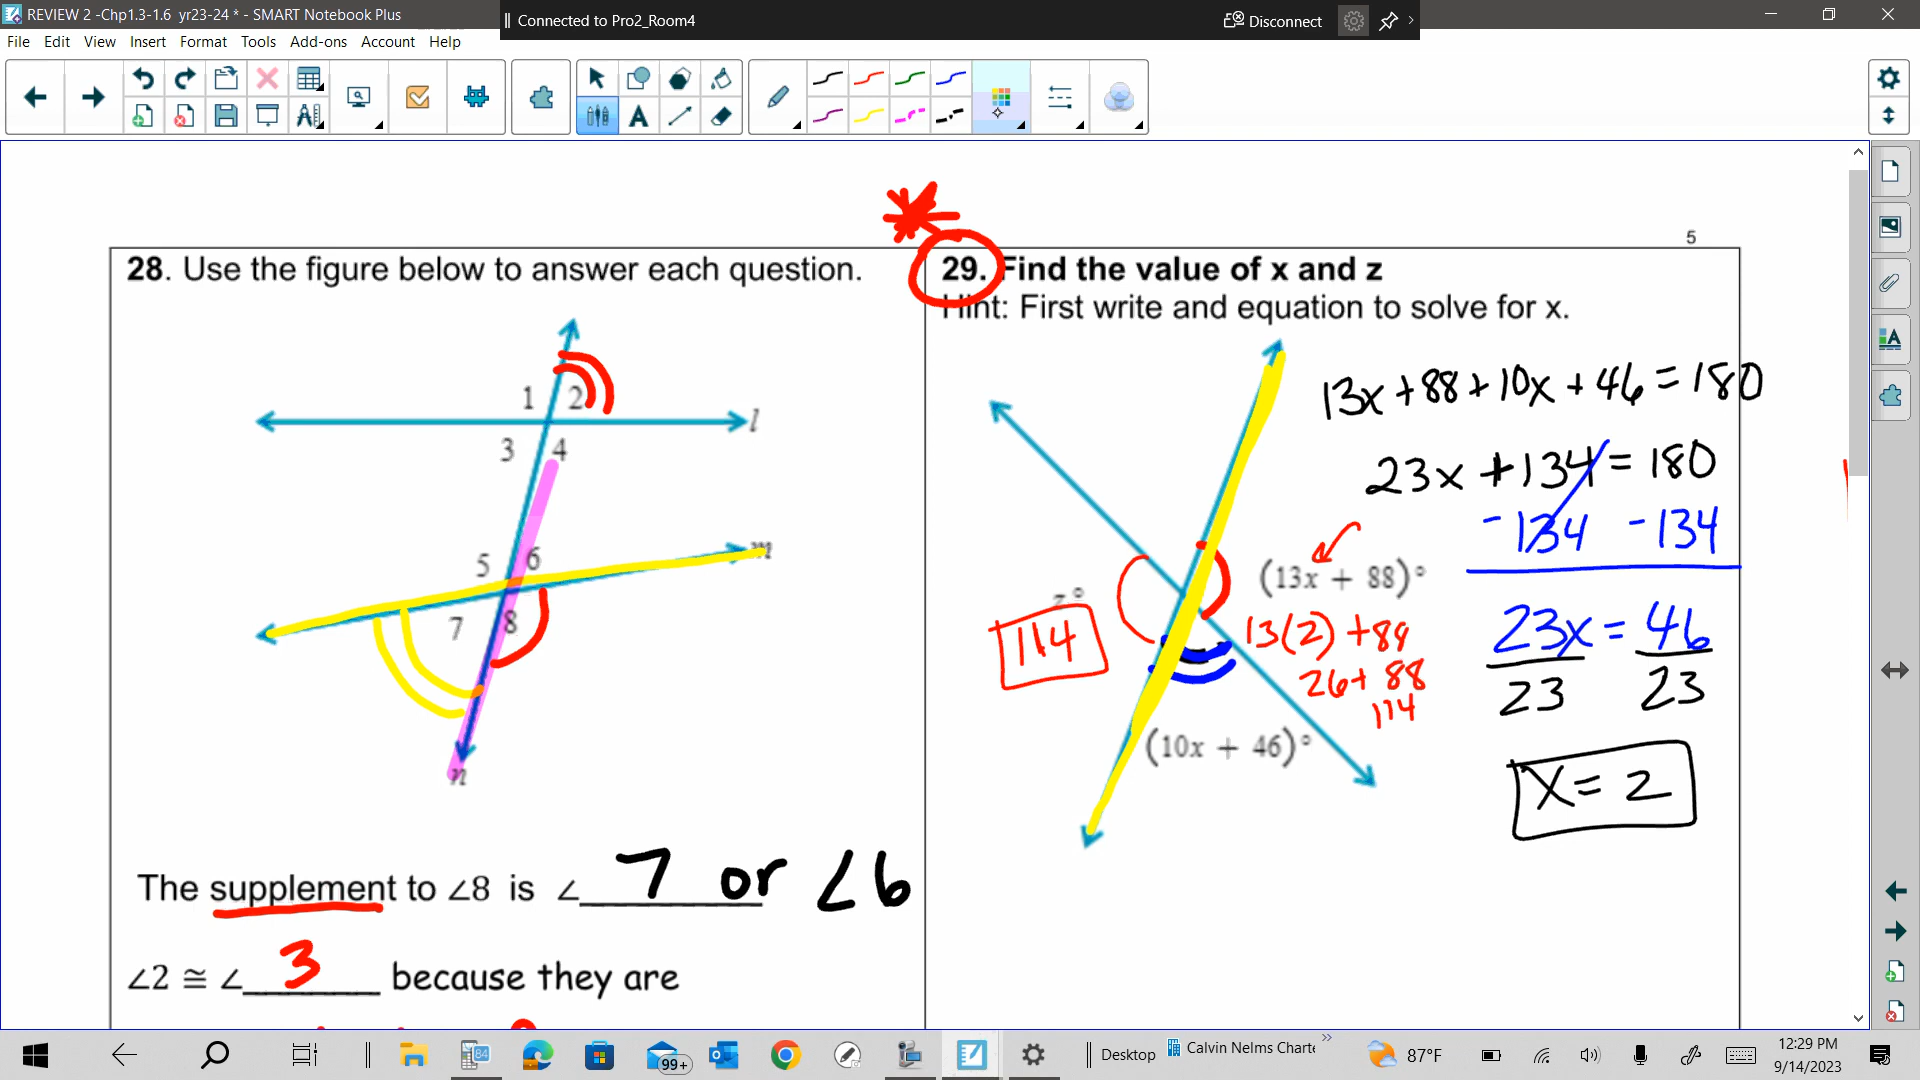 REVIEW 2 -Chp1.3-1.6 yr23-24 * - SMART Notebook Plus
Connected to Pro2_Room4
Disconnect
File Edit View Insert Format Tools Add-ons Account Help
5
28. Use the figure below to answer each question.
1 2
l
3 4
5 6
m
7 8
n
The supplement to ∠8 is ∠ 7 or ∠6
∠2 ≅ ∠ 3 because they are
29. Find the value of x and z
Hint: First write and equation to solve for x.
13x + 88 + 10x + 46 = 180
23x + 134 = 180
-134 -134
(13x + 88)°
z°
114
13(2) + 88
26 + 88
114
23x = 46
23 23
(10x + 46)°
x = 2
84
99+
Desktop
Calvin Nelms Charte
87°F
12:29 PM
9/14/2023